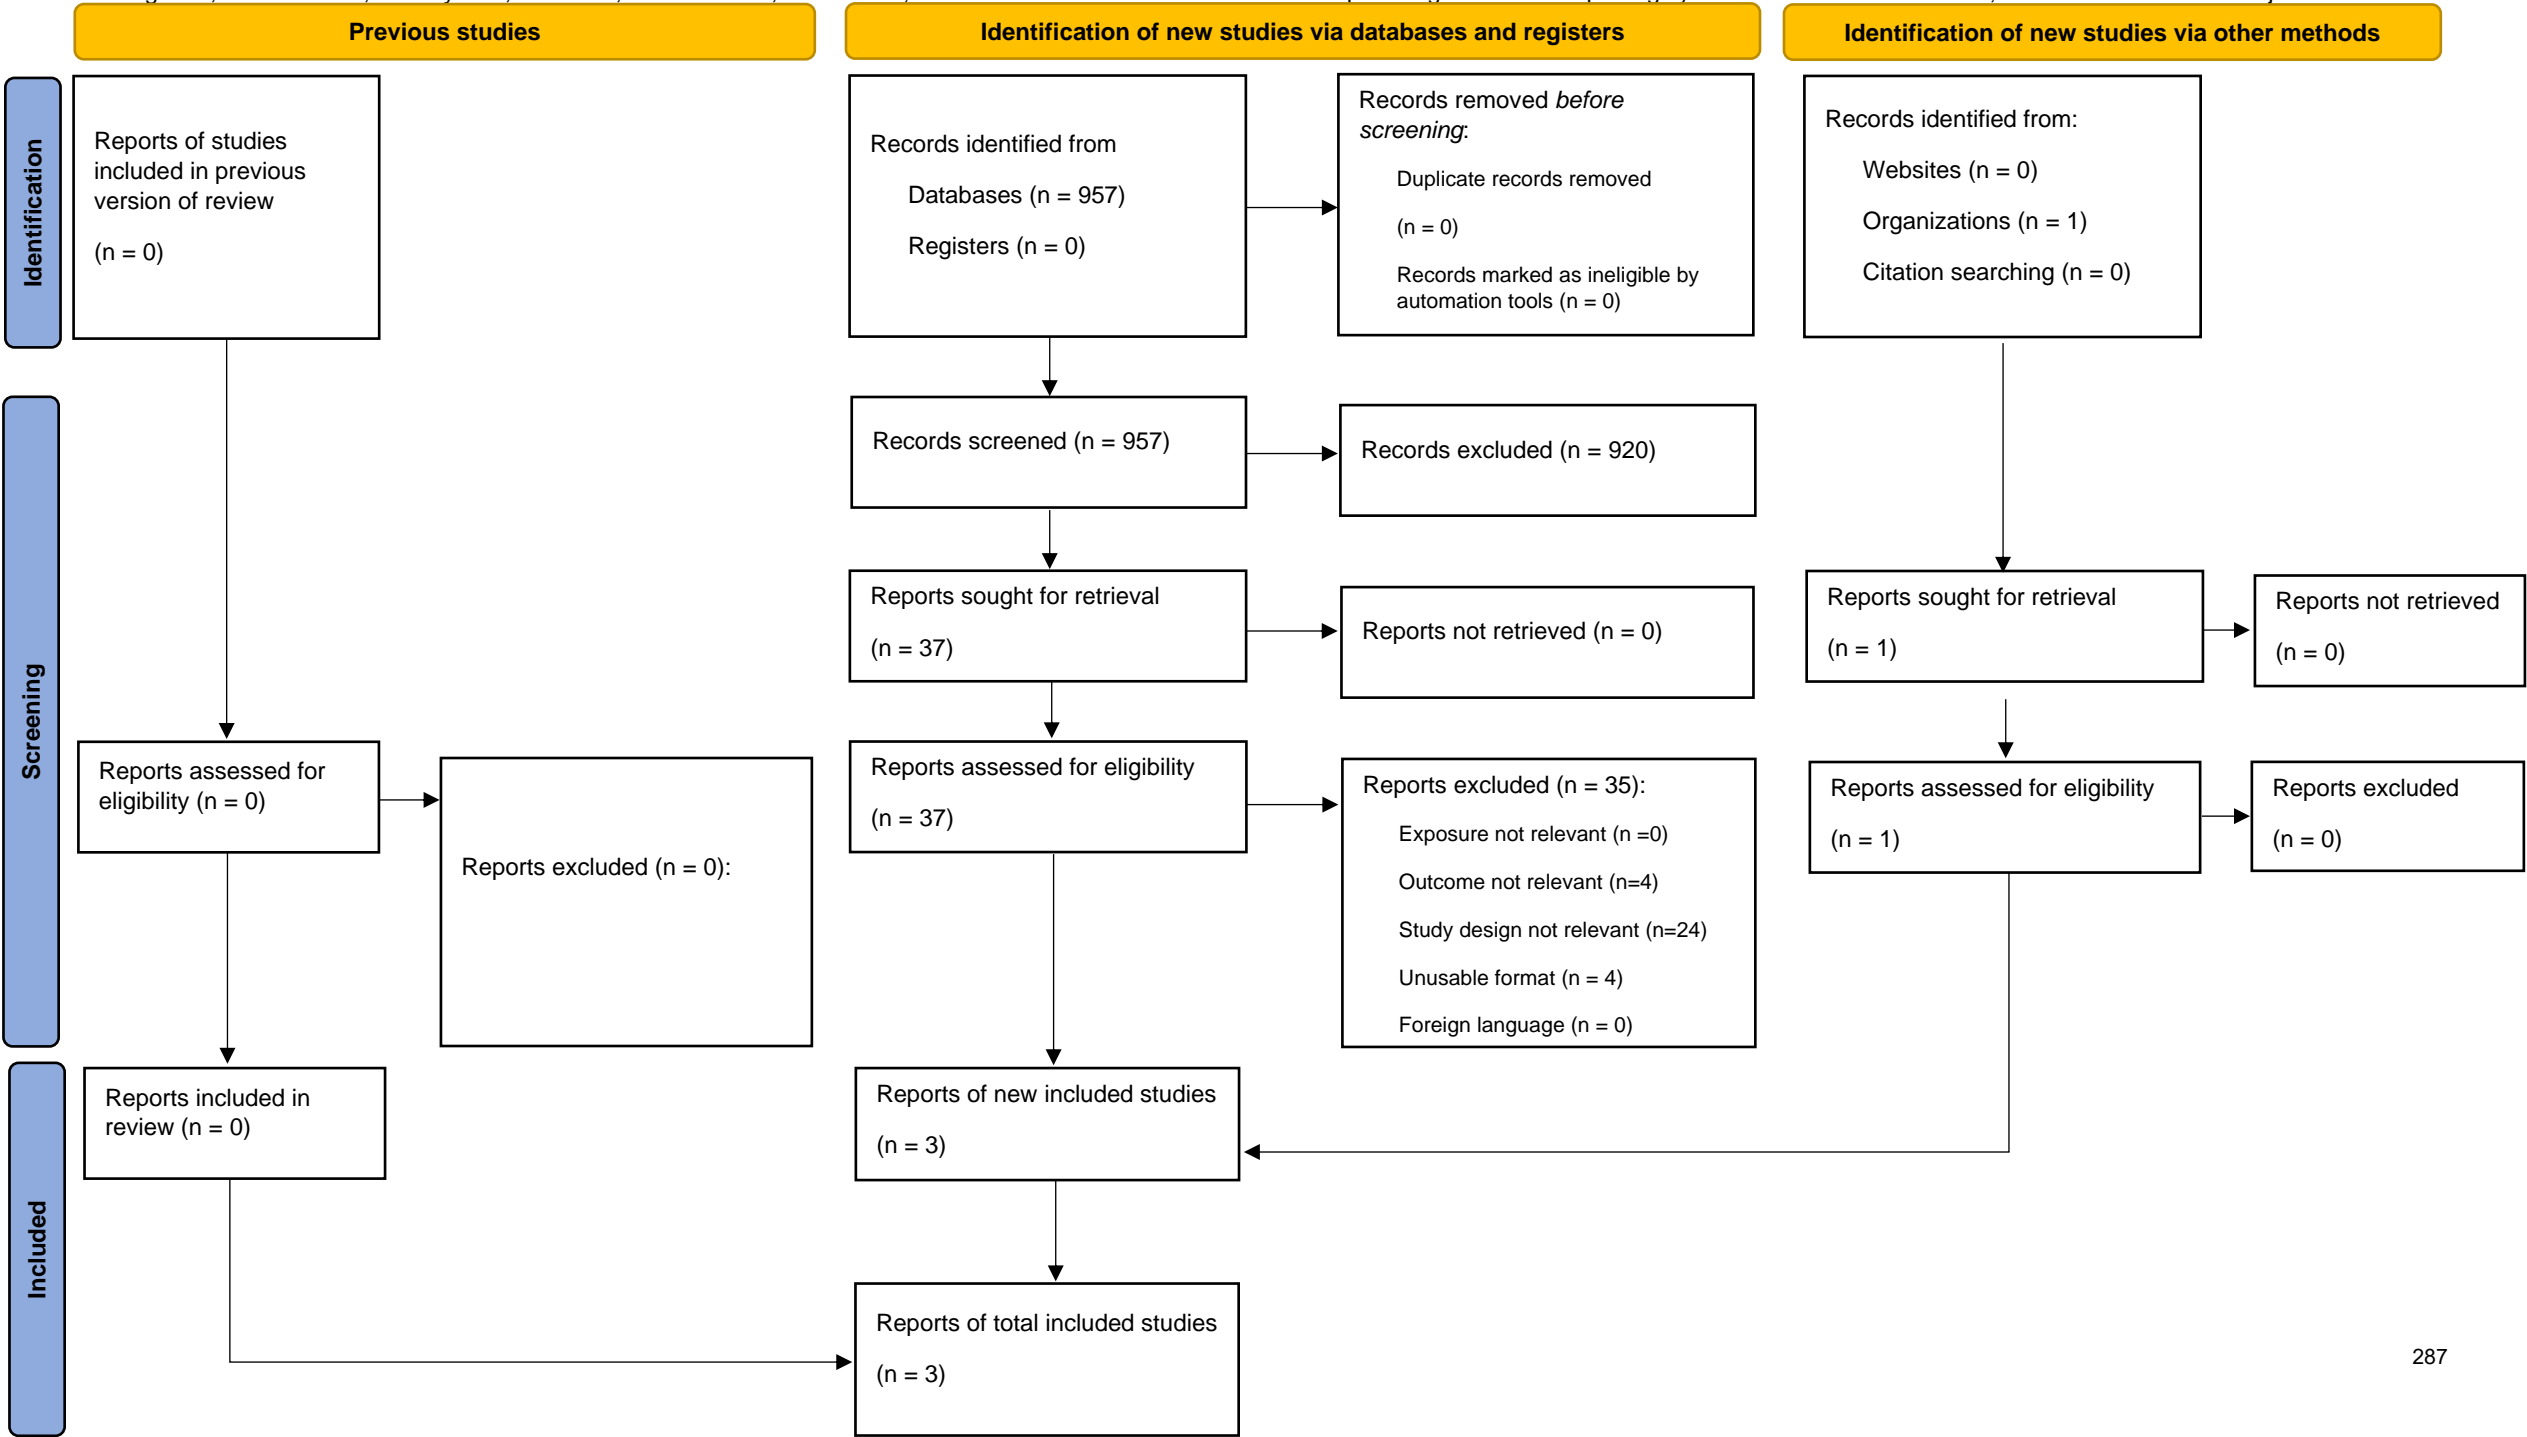 Previous studies
Identification of new studies via databases and registers
Identification of new studies via other methods
Identification
Reports of studies
included in previous
version of review
(n = 0)
Records identified from
Databases (n = 957)
Registers (n = 0)
Records removed before
screening:
Duplicate records removed
(n = 0)
Records marked as ineligible by
automation tools (n = 0)
Records identified from:
Websites (n = 0)
Organizations (n = 1)
Citation searching (n = 0)
Screening
Records screened (n = 957)
Records excluded (n = 920)
Reports sought for retrieval
(n = 37)
Reports not retrieved (n = 0)
Reports sought for retrieval
(n = 1)
Reports not retrieved
(n = 0)
Reports assessed for
eligibility (n = 0)
Reports excluded (n = 0):
Reports assessed for eligibility
(n = 37)
Reports excluded (n = 35):
Exposure not relevant (n =0)
Outcome not relevant (n=4)
Study design not relevant (n=24)
Unusable format (n = 4)
Foreign language (n = 0)
Reports assessed for eligibility
(n = 1)
Reports excluded
(n = 0)
Included
Reports included in
review (n = 0)
Reports of new included studies
(n = 3)
Reports of total included studies
(n = 3)
287